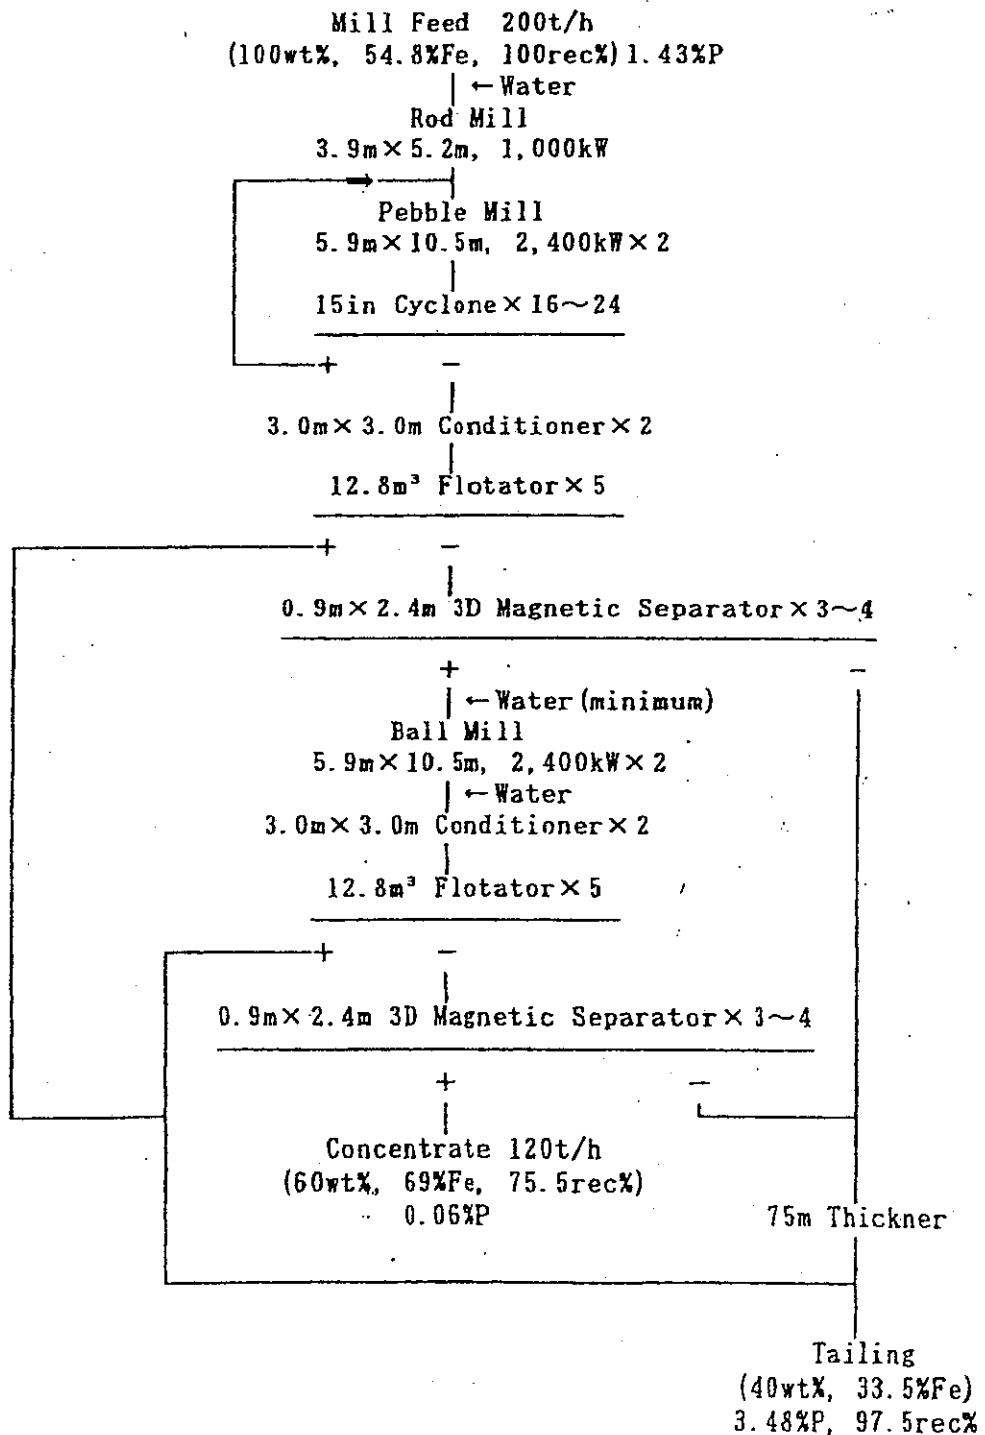 Mill Feed 200t/h
(100wt%, 54.8%Fe, 100rec%) 1.43%P
←Water
Rod Mill
3.9m×5.2m, 1,000kW
Pebble Mill
5.9m×10.5m, 2,400kW×2
15in Cyclone×16~24
+ −
3.0m×3.0m Conditioner×2
12.8m³ Flotator×5
+ −
0.9m×2.4m 3D Magnetic Separator×3~4
+ −
←Water(minimum)
Ball Mill
5.9m×10.5m, 2,400kW×2
←Water
3.0m×3.0m Conditioner×2
12.8m³ Flotator×5
+ −
0.9m×2.4m 3D Magnetic Separator×3~4
+ −
Concentrate 120t/h
(60wt%, 69%Fe, 75.5rec%)
0.06%P
75m Thickner
Tailing
(40wt%, 33.5%Fe)
3.48%P, 97.5rec%